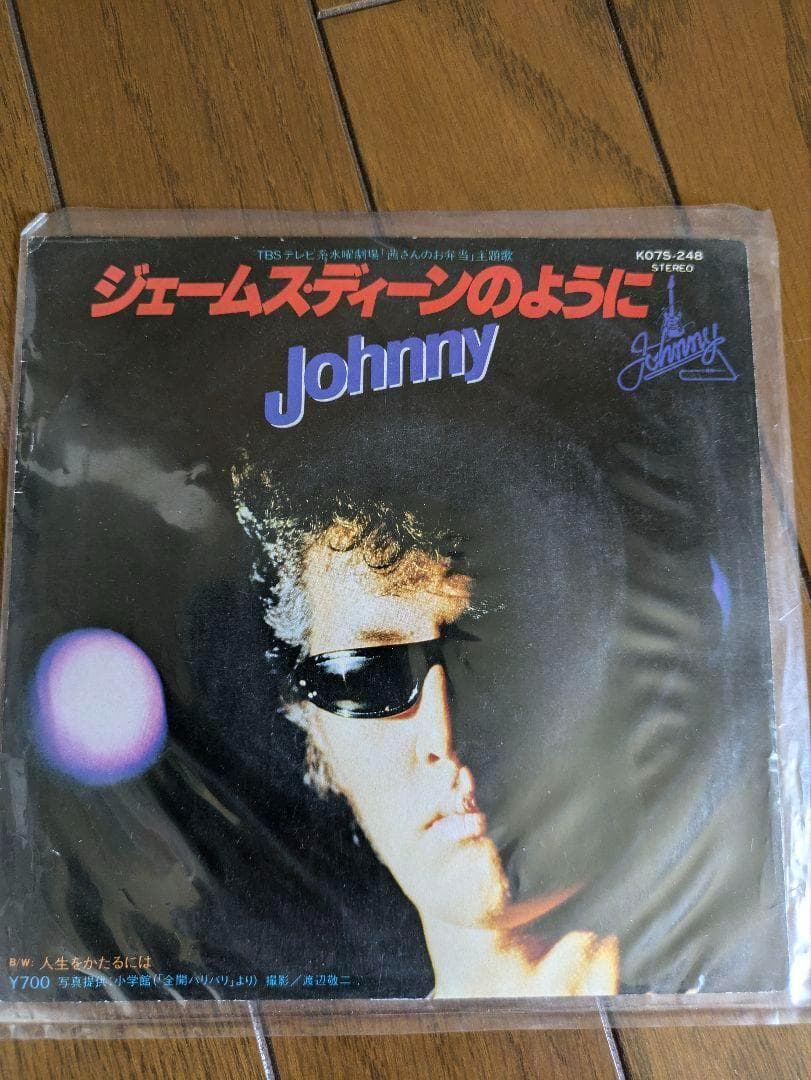 TBSテレビ系水曜劇場「茜さんのお弁当」主題歌
K07S-248
STEREO
ジェームス・ディーンのように
Johnny
Johnny
B/W: 人生をかたるには
¥700 写真提供/小学館(「全開バリバリ」より) 撮影/渡辺敬二